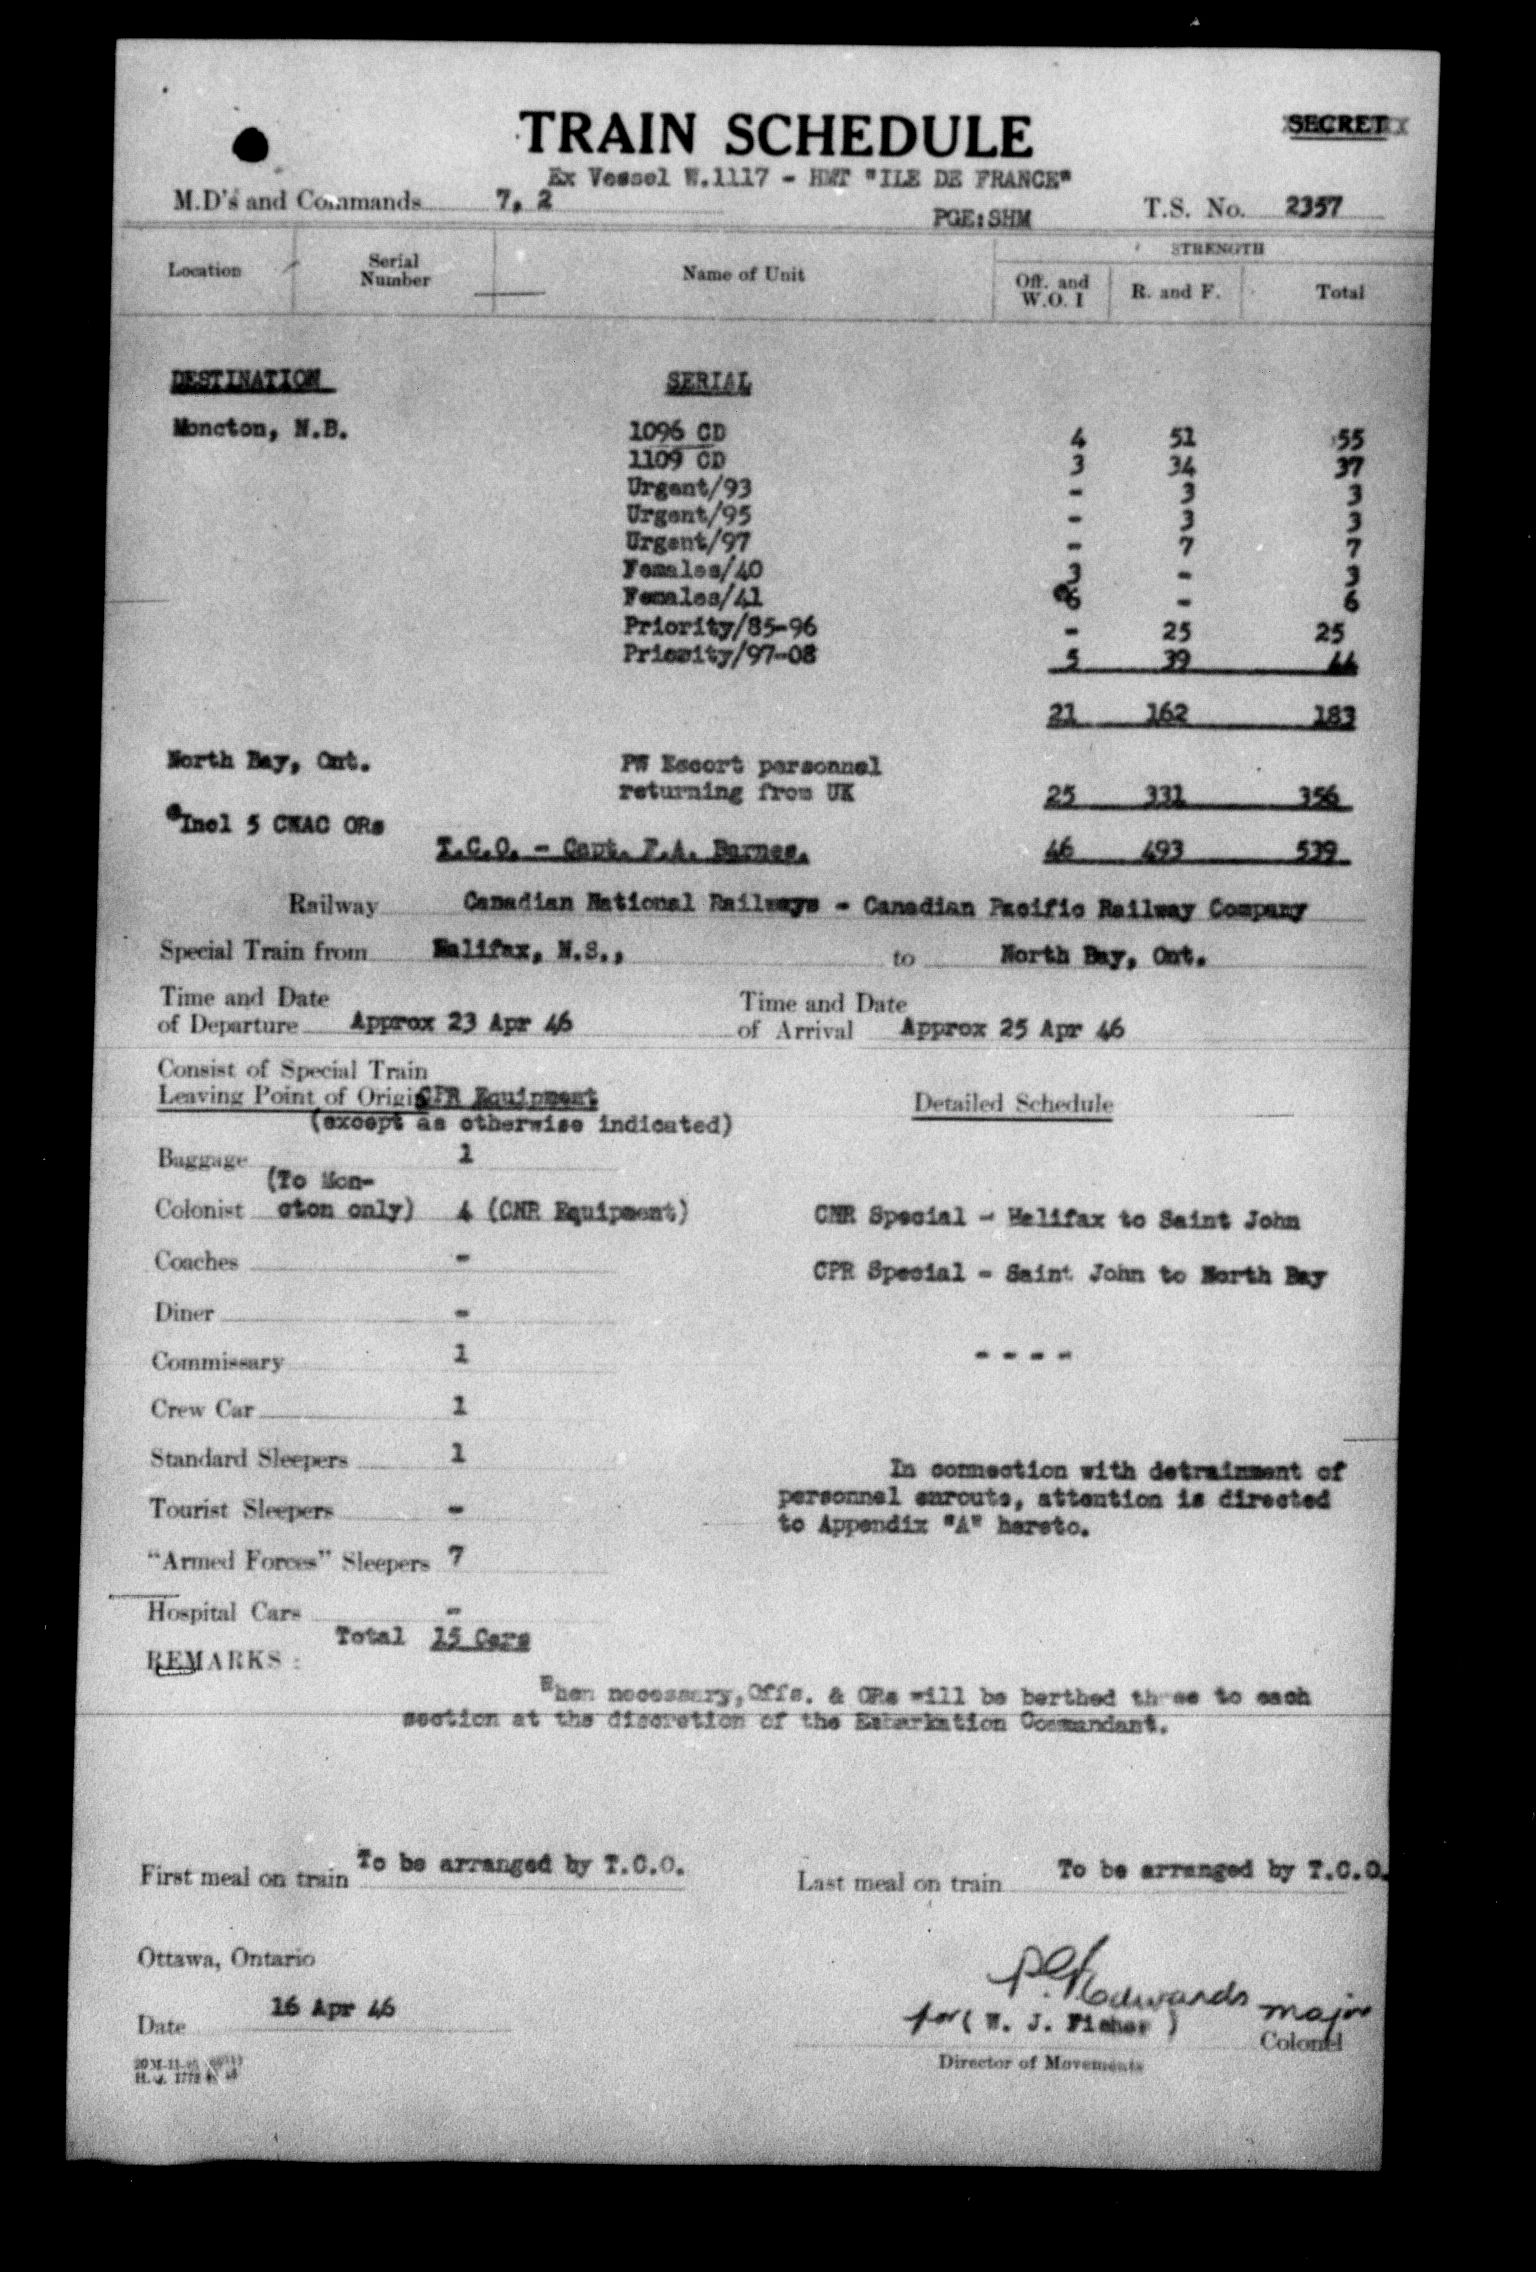 TRAIN SCHEDULE
SECRET
Ex Vessel W.1117 - HMT "ILE DE FRANCE"
M.D's and Commands 7, 2
PGE:SHM
T.S. No. 2357
Location
Serial Number
Name of Unit
STRENGTH
Off. and W.O. I
R. and F.
Total
DESTINATION SERIAL
Moncton, N.B. 1096 CD 4 51 55
1109 CD 3 34 37
Urgent/93 - 3 3
Urgent/95 - 3 3
Urgent/97 - 7 7
Females/40 3 - 3
Females/41 @6 - 6
Priority/85-96 - 25 25
Priority/97-08 5 39 44
21 162 183
North Bay, Ont. PW Escort personnel
returning from UK 25 331 356
@Incl 5 CWAC ORs
T.C.O. - Capt. F.A. Barnes. 46 493 539
Railway Canadian National Railways - Canadian Pacific Railway Company
Special Train from Halifax, N.S., to North Bay, Ont.
Time and Date
of Departure Approx 23 Apr 46
Time and Date
of Arrival Approx 25 Apr 46
Consist of Special Train
Leaving Point of Origin CPR Equipment
(except as otherwise indicated)
Detailed Schedule
Baggage 1
(To Mon-
Colonist cton only) 4 (CNR Equipment)
CNR Special - Halifax to Saint John
Coaches -
CPR Special - Saint John to North Bay
Diner -
Commissary 1
- - - -
Crew Car 1
Standard Sleepers 1
In connection with detrainment of
personnel enroute, attention is directed
to Appendix "A" hereto.
Tourist Sleepers -
"Armed Forces" Sleepers 7
Hospital Cars -
Total 15 Cars
REMARKS :
When necessary, Offs. & ORs will be berthed three to each
section at the discretion of the Embarkation Commandant.
First meal on train To be arranged by T.C.O.
Last meal on train To be arranged by T.C.O.
Ottawa, Ontario
Date 16 Apr 46
Edwards major
for ( W. J. Fisher )
Colonel
Director of Movements